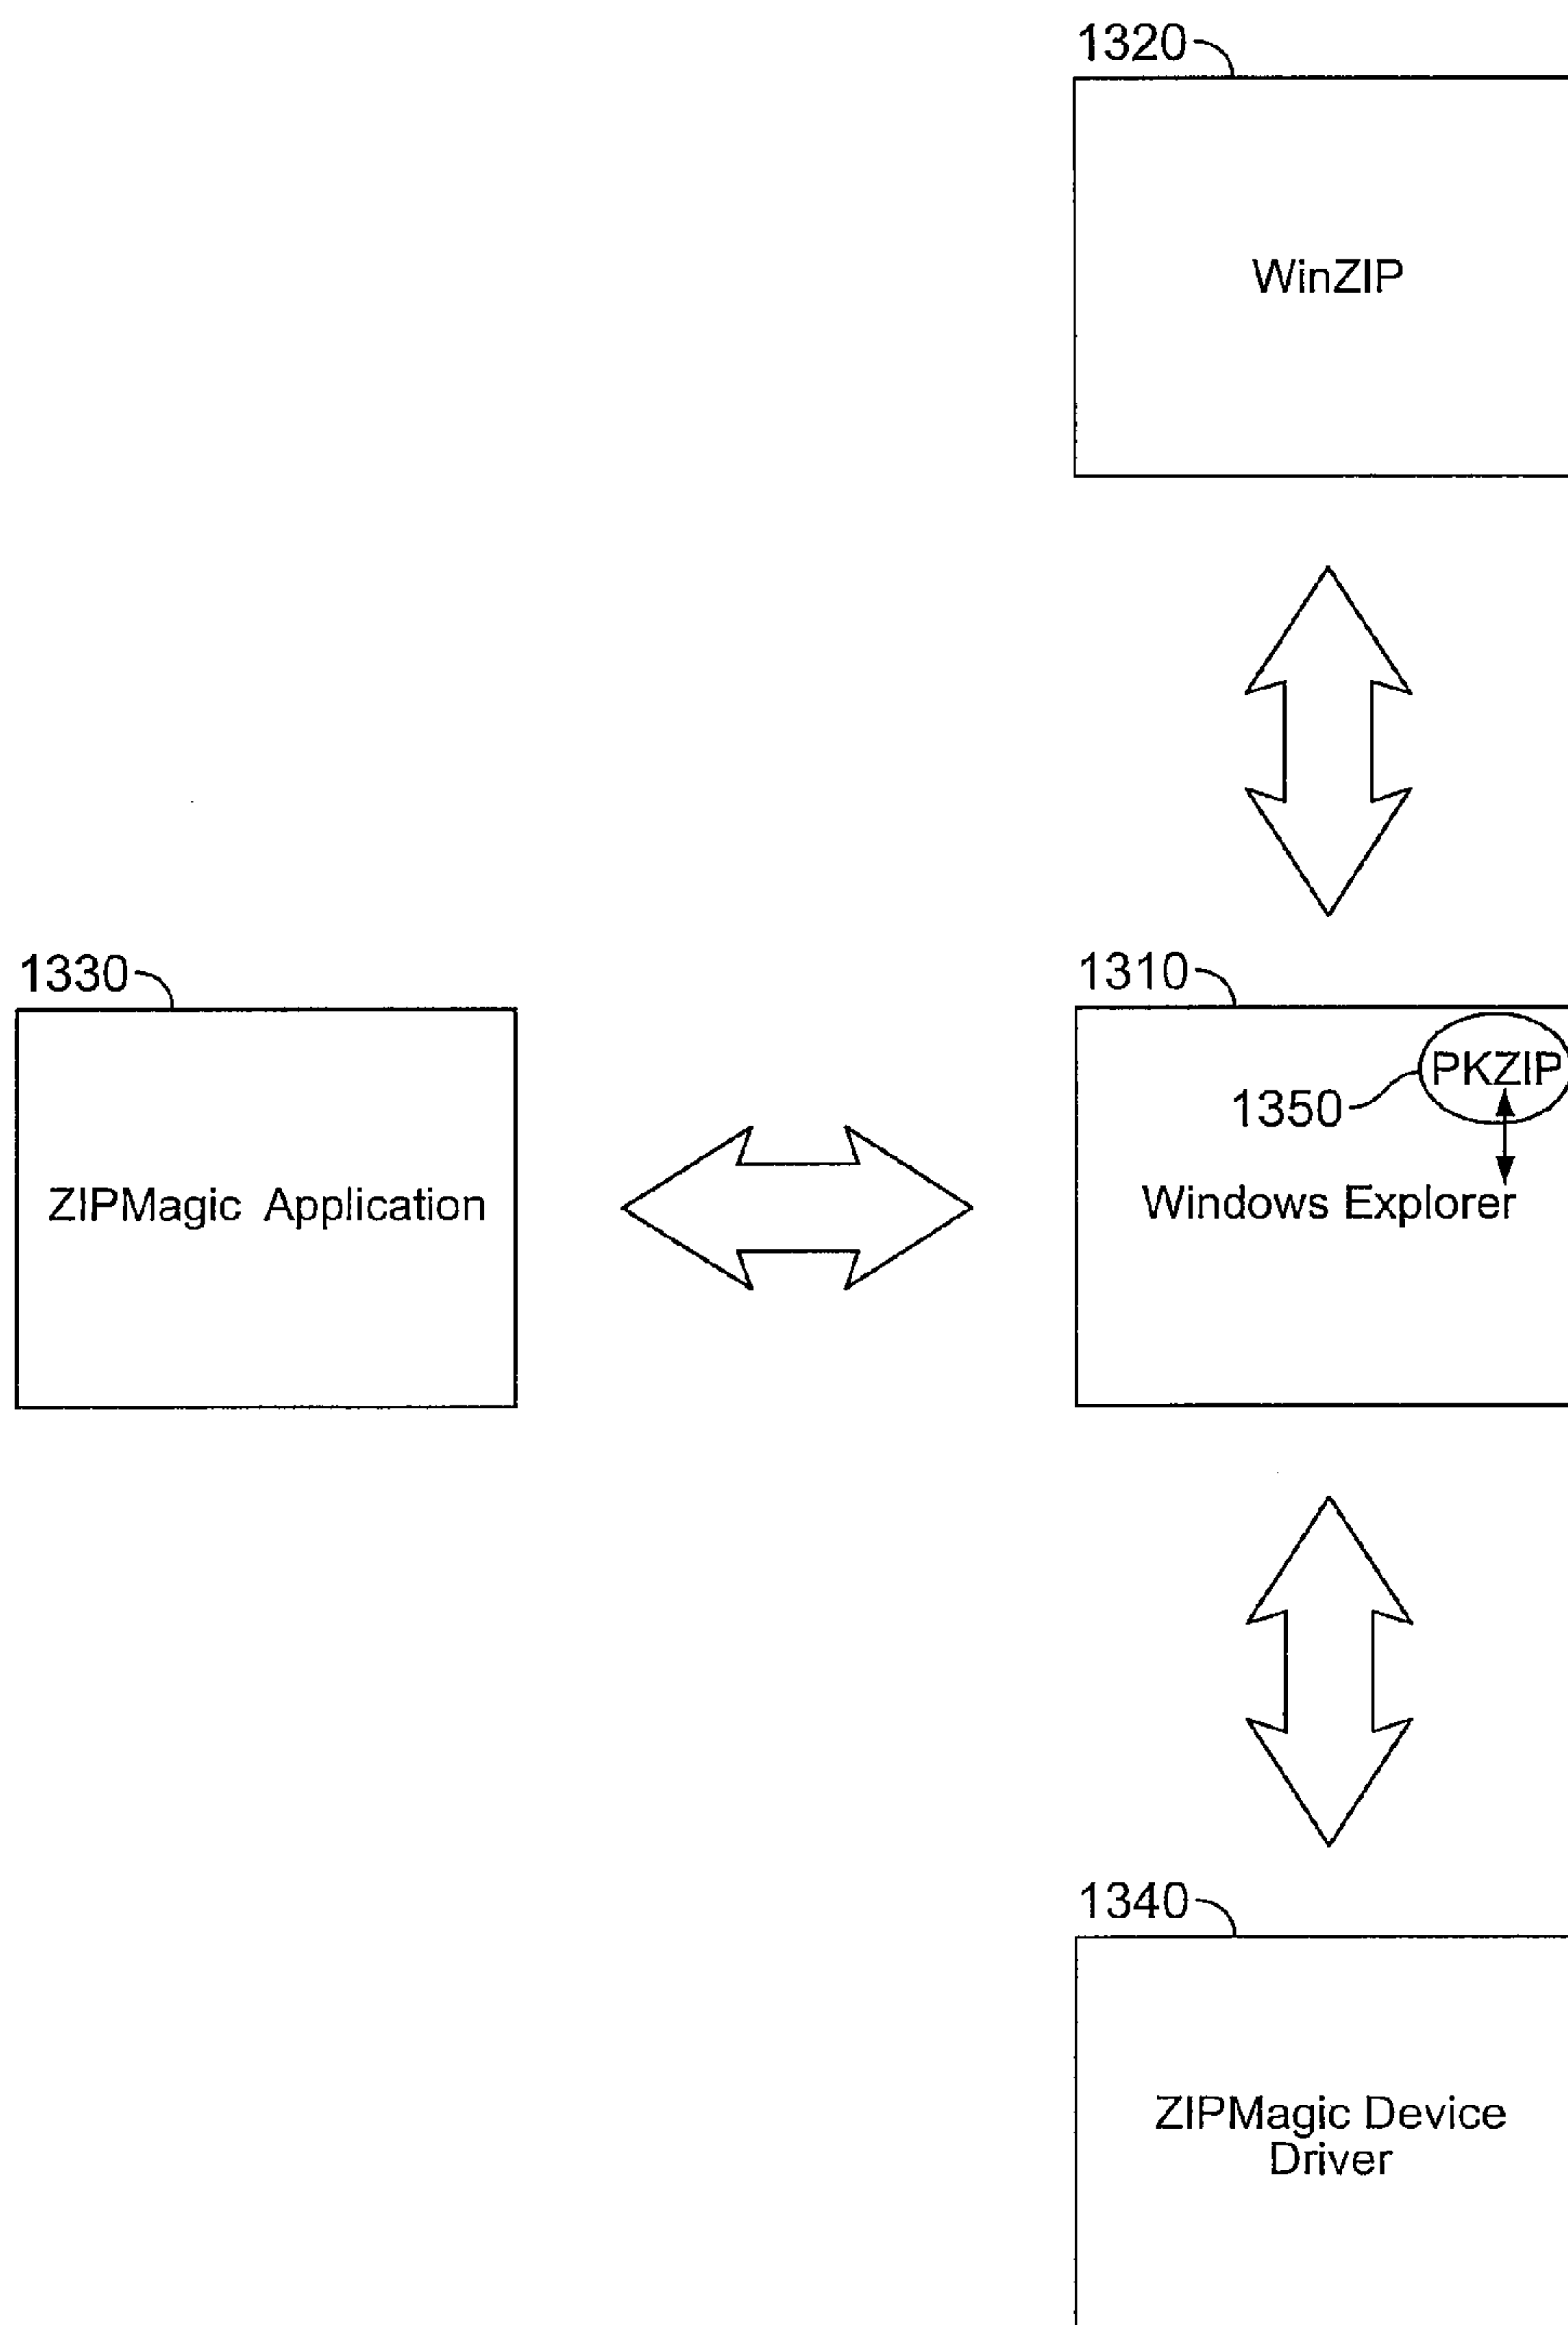 1320
WinZIP
1330
1310
PKZIP
1350
ZIPMagic Application
Windows Explorer
1340
ZIPMagic Device
Driver